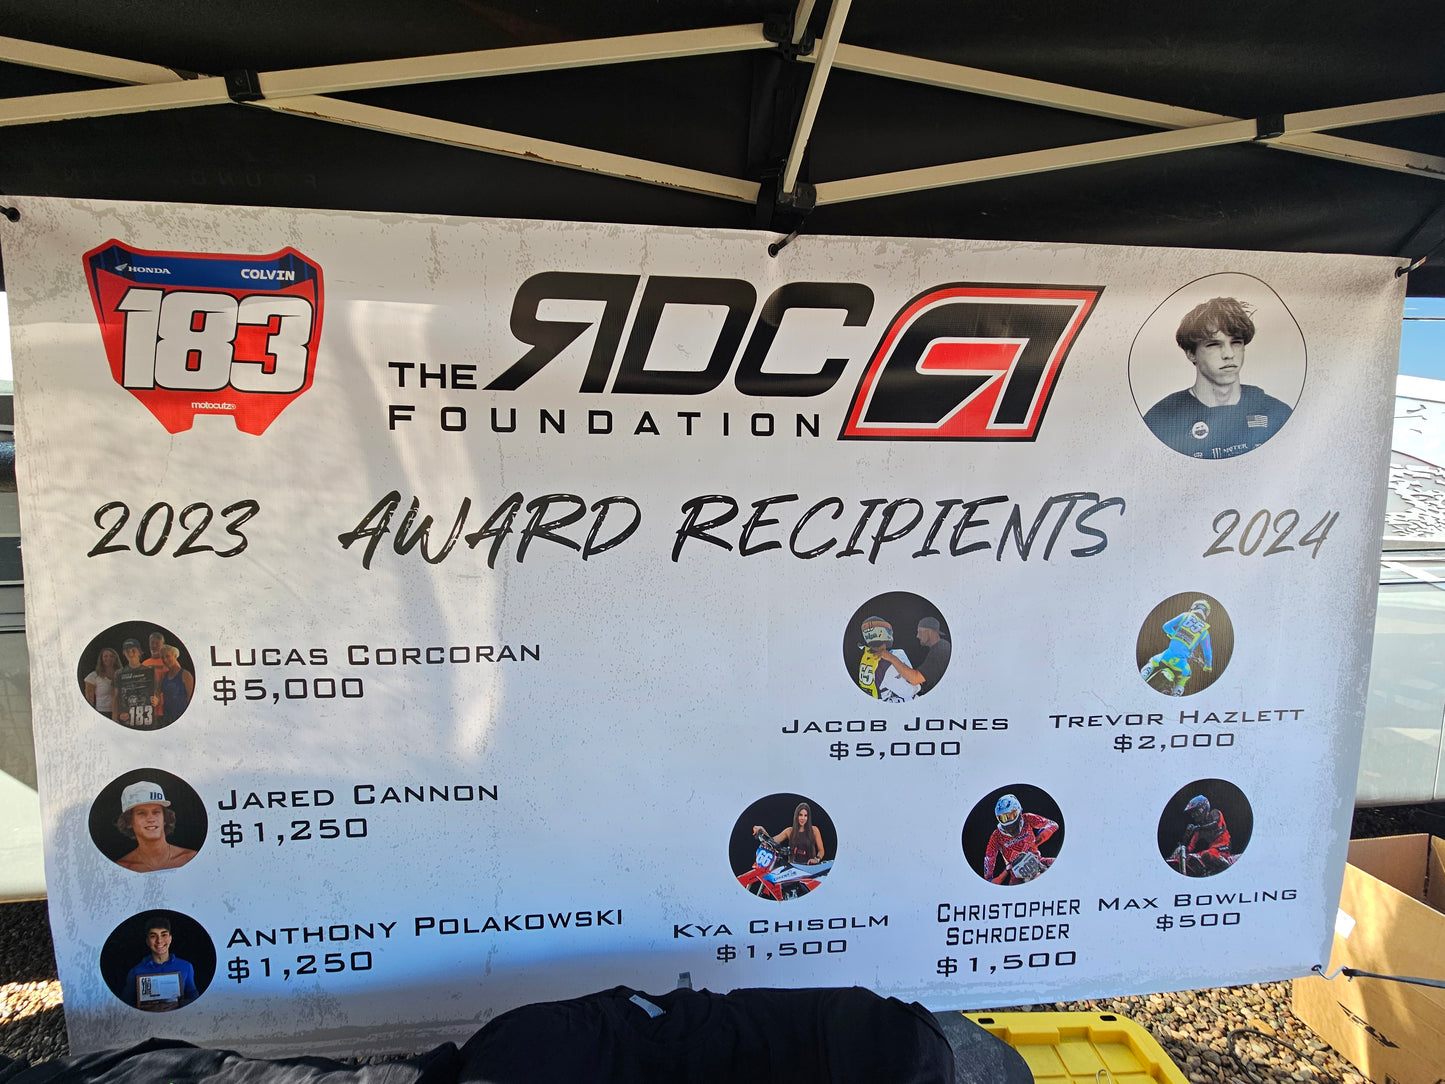 HONDA
COLVIN
183
motocutz
THE RDC
FOUNDATION
2023 AWARD RECIPIENTS 2024
LUCAS CORCORAN
$5,000
183
JARED CANNON
$1,250
ANTHONY POLAKOWSKI
$1,250
JACOB JONES
$5,000
TREVOR HAZLETT
$2,000
66
KYA CHISOLM
$1,500
CHRISTOPHER
SCHROEDER
$1,500
MAX BOWLING
$500